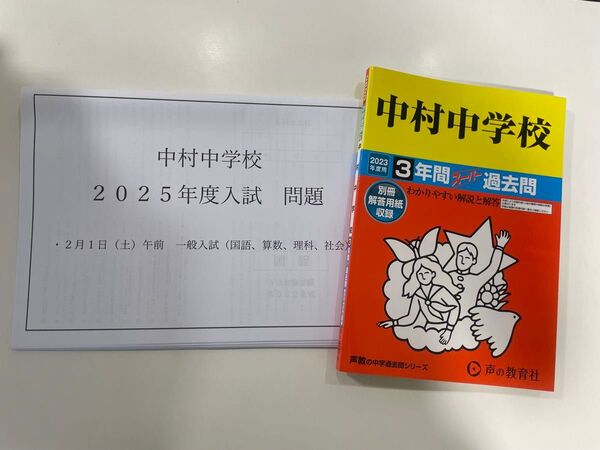 中村中学校
２０２５年度入試　問題
・２月１日（土）午前　一般入試（国語、算数、理科、社会）
中村中学校
2023
年度用
3年間スーパー過去問
別冊
解答用紙
収録
わかりやすい解説と解答
声教の中学過去問シリーズ
声の教育社